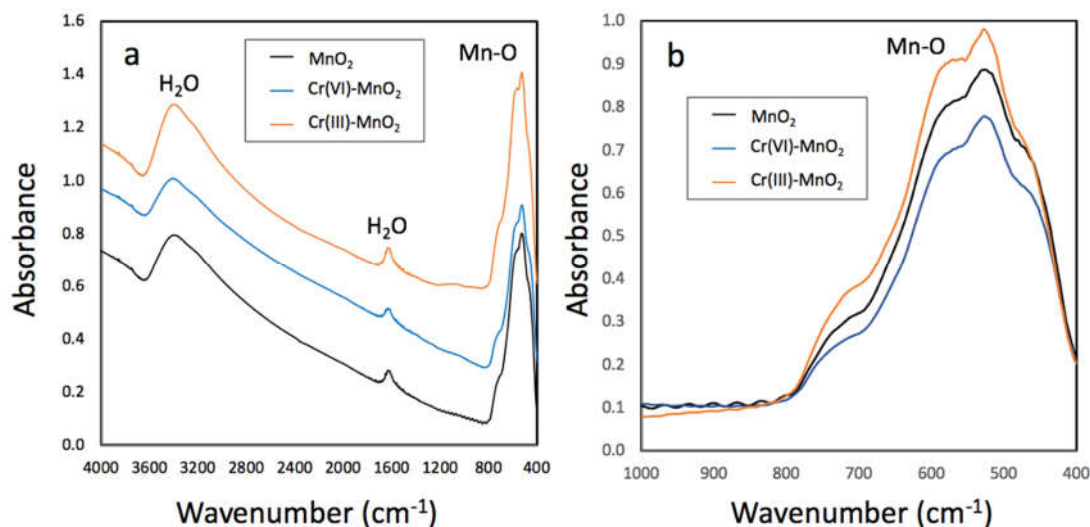 a
MnO₂
Cr(VI)-MnO₂
Cr(III)-MnO₂
H₂O
H₂O
Mn-O
Absorbance
1.6
1.4
1.2
1.0
0.8
0.6
0.4
0.2
0.0
4000 3600 3200 2800 2400 2000 1600 1200 800 400
Wavenumber (cm⁻¹)
b
Mn-O
MnO₂
Cr(VI)-MnO₂
Cr(III)-MnO₂
Absorbance
1.0
0.9
0.8
0.7
0.6
0.5
0.4
0.3
0.2
0.1
0.0
1000 900 800 700 600 500 400
Wavenumber (cm⁻¹)